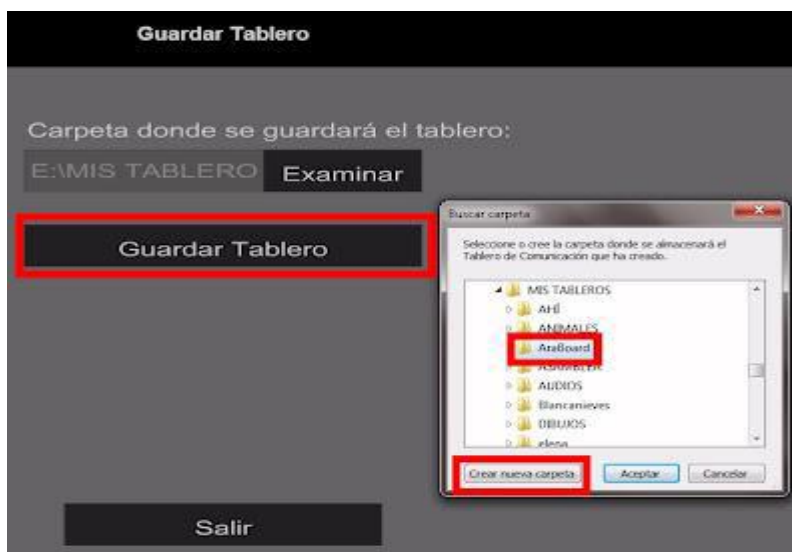 Guardar Tablero
Carpeta donde se guardará el tablero:
E:\MIS TABLERO
Examinar
Guardar Tablero
Buscar carpeta
Seleccione o cree la carpeta donde se almacenará el
Tablero de Comunicación que ha creado.
MIS TABLEROS
AHÍ
ANIMALES
AraBoard
AUDIOS
Blancanieves
DIBUJOS
elena
Crear nueva carpeta
Aceptar
Cancelar
Salir